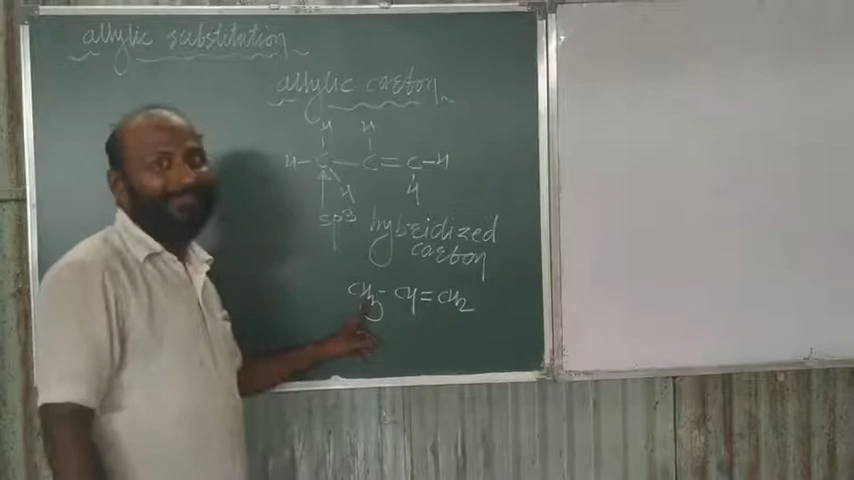 allylic substitution
allylic carbon
H H
H-C-C=C-H
H H
sp3 hybridized
carbon
CH3-CH=CH2